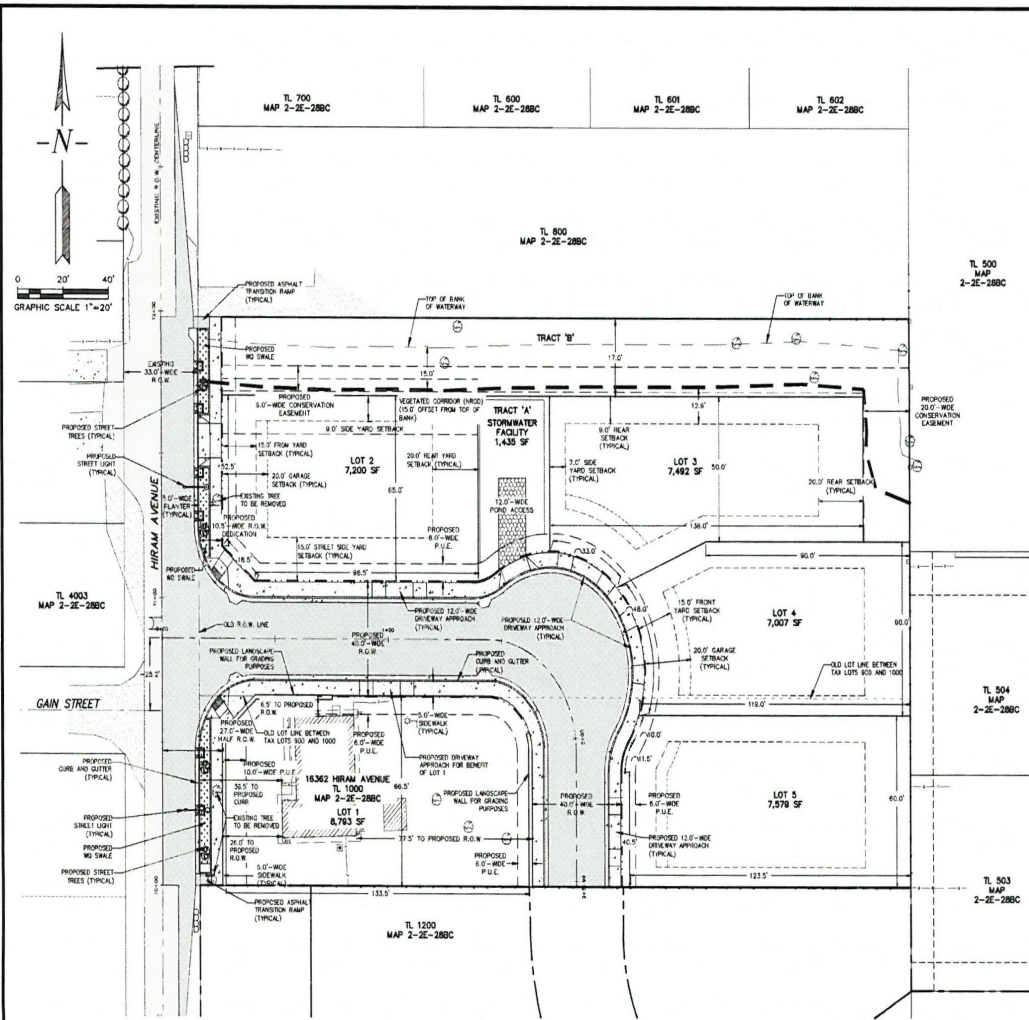 TL 700
MAP 2-2E-28BC
TL 600
MAP 2-2E-28BC
TL 601
MAP 2-2E-28BC
TL 602
MAP 2-2E-28BC
-N-
EXISTING R.O.W. CENTERLINE
0 20' 40'
GRAPHIC SCALE 1"=20'
TL 800
MAP 2-2E-28BC
TL 500
MAP
2-2E-28BC
PROPOSED ASPHALT
TRANSITION RAMP
(TYPICAL)
TOP OF BANK
OF WATERWAY
TOP OF BANK
OF WATERWAY
TRACT 'B'
PROPOSED
WQ SWALE
EXISTING
33.0'-WIDE
R.O.W.
15.0'
17.0'
PROPOSED
9.0'-WIDE CONSERVATION
EASEMENT
VEGETATED CORRIDOR (NROD)
(15.0' OFFSET FROM TOP OF
BANK)
TRACT 'A'
STORMWATER
FACILITY
1,435 SF
12.9'
PROPOSED
20.0'-WIDE
CONSERVATION
EASEMENT
PROPOSED STREET
TREES (TYPICAL)
9.0' SIDE YARD SETBACK
9.0' REAR
SETBACK
(TYPICAL)
15.0' FRONT YARD
SETBACK (TYPICAL)
LOT 2
7,200 SF
20.0' REAR YARD
SETBACK (TYPICAL)
7.0' SIDE
YARD SETBACK
(TYPICAL)
LOT 3
7,492 SF
50.0'
PROPOSED
STREET LIGHT
(TYPICAL)
52.5'
20.0' GARAGE
SETBACK (TYPICAL)
20.0' REAR SETBACK
(TYPICAL)
5.0'-WIDE
PLANTER
(TYPICAL)
EXISTING TREE
TO BE REMOVED
65.0'
12.0'-WIDE
POND ACCESS
PROPOSED
10.5'-WIDE R.O.W.
DEDICATION
PROPOSED
6.0'-WIDE
P.U.E.
138.0'
HIRAM AVENUE
15.0' STREET SIDE YARD
SETBACK (TYPICAL)
18.5'
96.5'
33.0'
90.0'
PROPOSED
WQ SWALE
TL 4003
MAP 2-2E-28BC
PROPOSED 12.0'-WIDE
DRIVEWAY APPROACH
(TYPICAL)
PROPOSED 12.0'-WIDE
DRIVEWAY APPROACH
(TYPICAL)
48.0'
15.0' FRONT
YARD SETBACK
(TYPICAL)
LOT 4
7,007 SF
60.0'
OLD R.O.W. LINE
PROPOSED
40.0'-WIDE
R.O.W.
20.0' GARAGE
SETBACK
(TYPICAL)
25.2'
PROPOSED LANDSCAPE
WALL FOR GRADING
PURPOSES
PROPOSED
CURB AND GUTTER
(TYPICAL)
OLD LOT LINE BETWEEN
TAX LOTS 900 AND 1000
GAIN STREET
119.0'
TL 504
MAP
2-2E-28BC
6.5' TO PROPOSED
R.O.W.
PROPOSED
27.0'-WIDE
HALF R.O.W.
OLD LOT LINE BETWEEN
TAX LOTS 900 AND 1000
PROPOSED
6.0'-WIDE
P.U.E.
5.0'-WIDE
SIDEWALK
(TYPICAL)
PROPOSED DRIVEWAY
APPROACH FOR BENEFIT
OF LOT 1
40.0'
11.5'
PROPOSED
CURB AND GUTTER
(TYPICAL)
PROPOSED
10.0'-WIDE P.U.E.
36.5' TO
PROPOSED
CURB
16362 HIRAM AVENUE
TL 1000
MAP 2-2E-28BC
LOT 1
8,793 SF
66.5'
PROPOSED LANDSCAPE
WALL FOR GRADING
PURPOSES
PROPOSED
40.0'-WIDE
R.O.W.
PROPOSED
6.0'-WIDE
P.U.E.
LOT 5
7,579 SF
60.0'
PROPOSED
STREET LIGHT
(TYPICAL)
EXISTING TREE
TO BE REMOVED
77.5' TO PROPOSED R.O.W
PROPOSED 12.0'-WIDE
DRIVEWAY APPROACH
(TYPICAL)
40.5'
PROPOSED
WQ SWALE
26.0' TO
PROPOSED
R.O.W.
5.0'-WIDE
SIDEWALK
(TYPICAL)
PROPOSED
6.0'-WIDE
P.U.E.
PROPOSED STREET
TREES (TYPICAL)
133.5'
123.5'
TL 503
MAP
2-2E-28BC
PROPOSED ASPHALT
TRANSITION RAMP
(TYPICAL)
TL 1200
MAP 2-2E-28BC